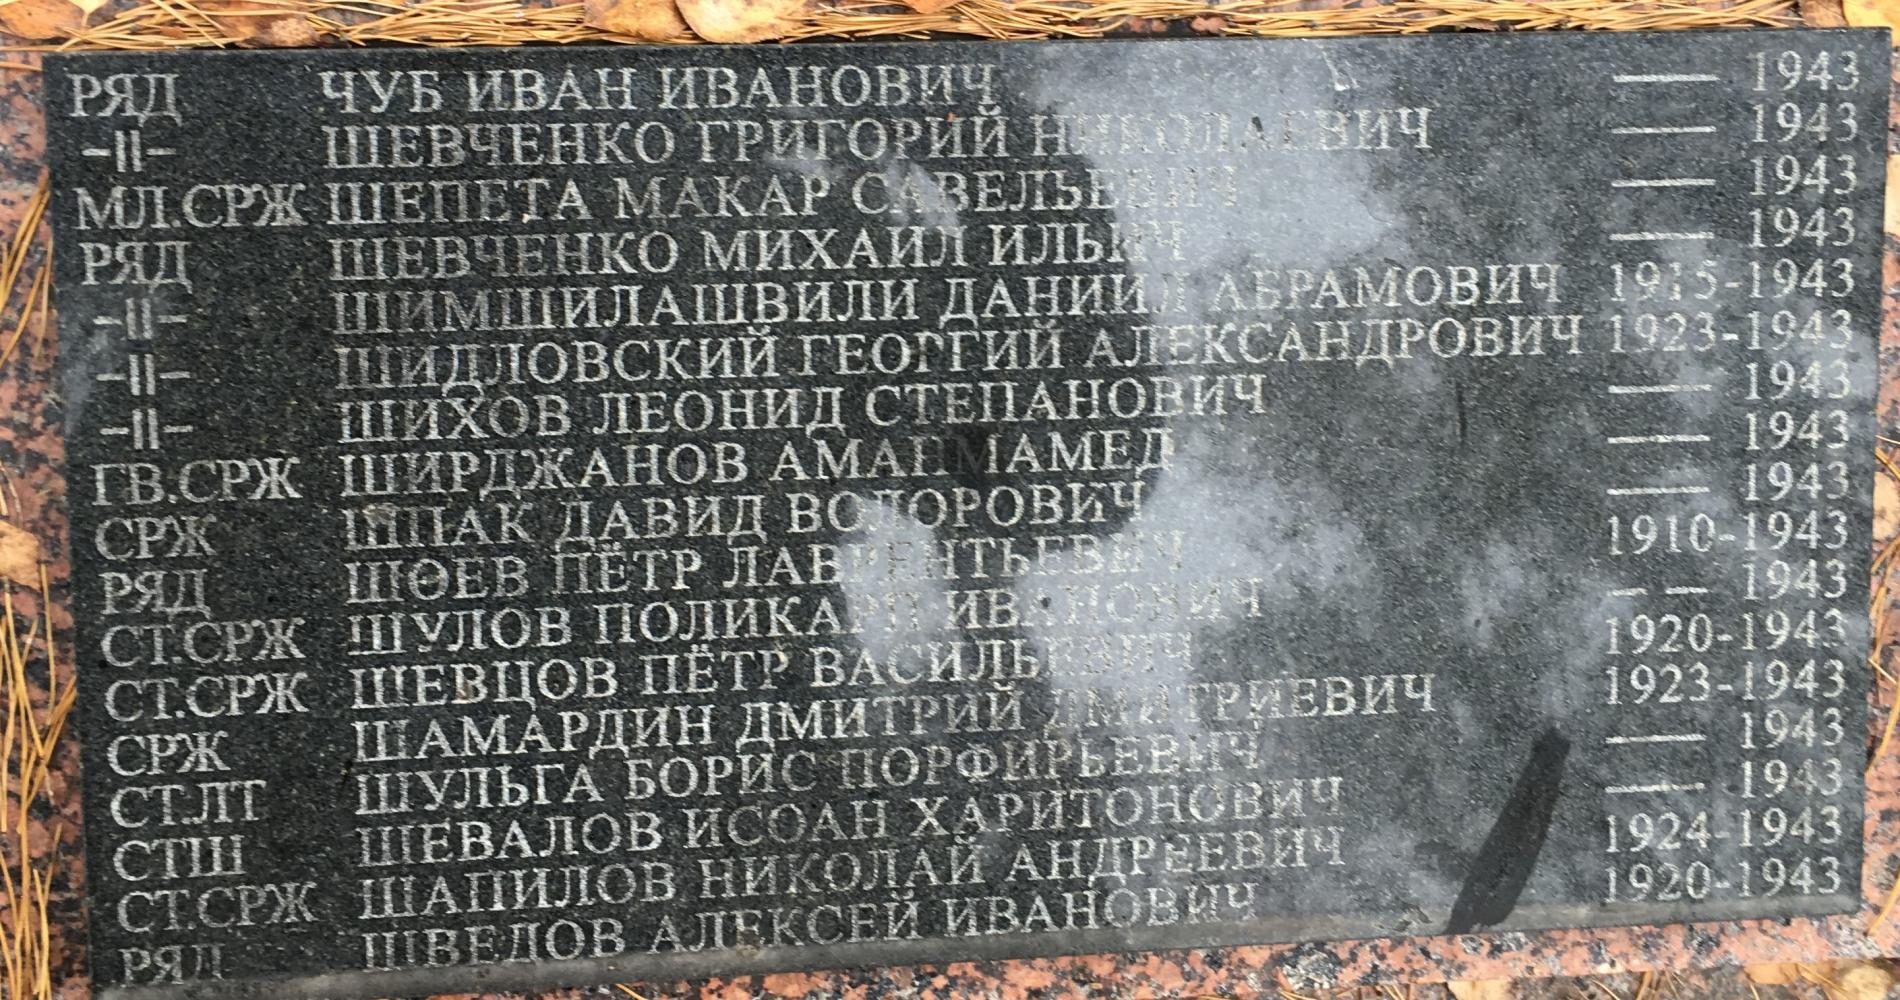 РЯД ЧУБ ИВАН ИВАНОВИЧ —— 1943
–||– ШЕВЧЕНКО ГРИГОРИЙ НИКОЛАЕВИЧ —— 1943
МЛ.СРЖ ШЕПЕТА МАКАР САВЕЛЬЕВИЧ —— 1943
РЯД ШЕВЧЕНКО МИХАИЛ ИЛЬИЧ —— 1943
–||– ШИМШИЛАШВИЛИ ДАНИИЛ АБРАМОВИЧ 1915-1943
–||– ШИДЛОВСКИЙ ГЕОРГИЙ АЛЕКСАНДРОВИЧ 1923-1943
–||– ШИХОВ ЛЕОНИД СТЕПАНОВИЧ —— 1943
ГВ.СРЖ ШИРДЖАНОВ АМАНМАМЕД —— 1943
СРЖ ШПАК ДАВИД ВОДОРОВИЧ —— 1943
РЯД ШОЕВ ПЁТР ЛАВРЕНТЬЕВИЧ 1910-1943
СТ.СРЖ ШУЛОВ ПОЛИКАРП ИВАНОВИЧ — — 1943
СТ.СРЖ ШЕВЦОВ ПЁТР ВАСИЛЬЕВИЧ 1920-1943
СРЖ ШАМАРДИН ДМИТРИЙ ДМИТРИЕВИЧ 1923-1943
СТ.ЛТ ШУЛЬГА БОРИС ПОРФИРЬЕВИЧ —— 1943
СТШ ШЕВАЛОВ ИСОАН ХАРИТОНОВИЧ —— 1943
СТ.СРЖ ШАПИЛОВ НИКОЛАЙ АНДРЕЕВИЧ 1924-1943
РЯД ШВЕДОВ АЛЕКСЕЙ ИВАНОВИЧ 1920-1943